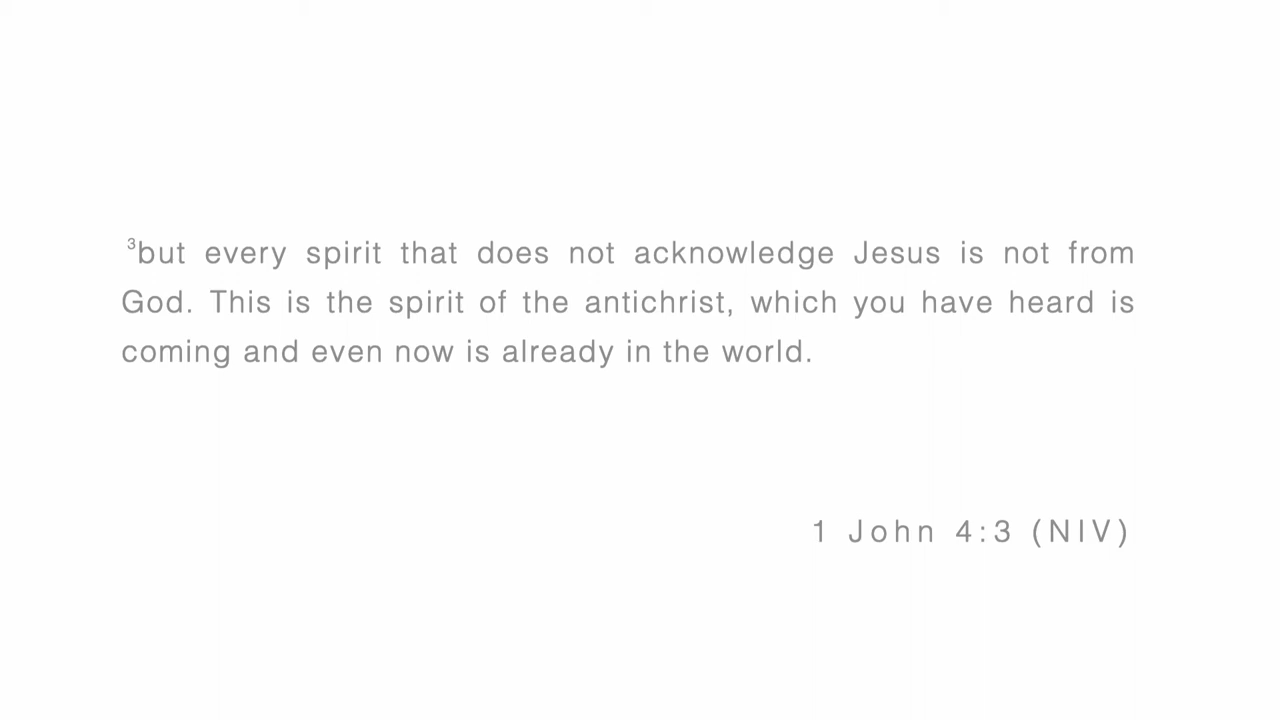 ³but every spirit that does not acknowledge Jesus is not from
God. This is the spirit of the antichrist, which you have heard is
coming and even now is already in the world.
1 John 4:3 (NIV)